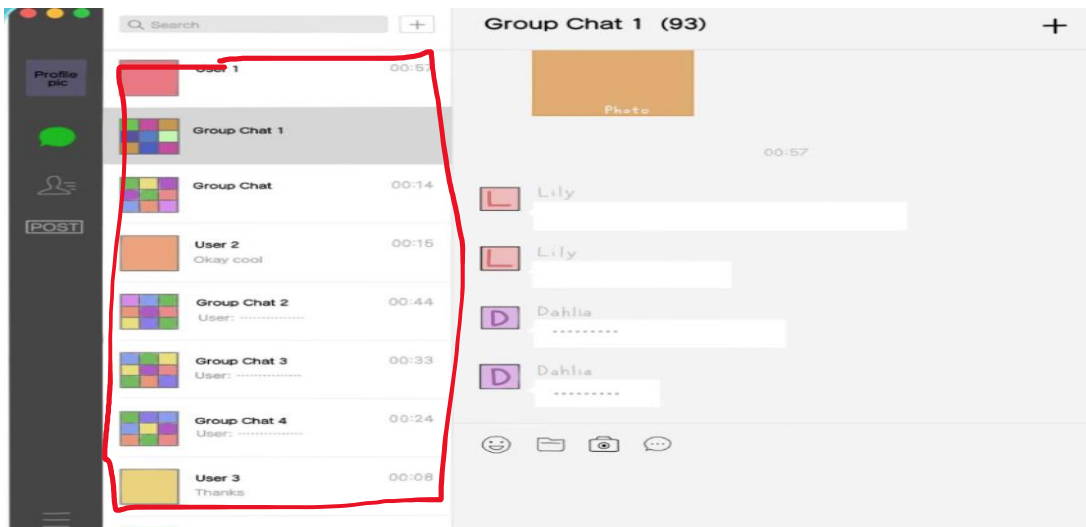 Profile
pic
POST
Search
User 1
00:57
Group Chat 1
Group Chat
00:14
User 2
00:15
Okay cool
Group Chat 2
00:44
User: --------------
Group Chat 3
00:33
User: --------------
Group Chat 4
00:24
User: --------------
User 3
00:08
Thanks
Group Chat 1 (93)
Photo
00:57
Lily
L
Lily
L
Dahlia
D
---------
Dahlia
D
---------